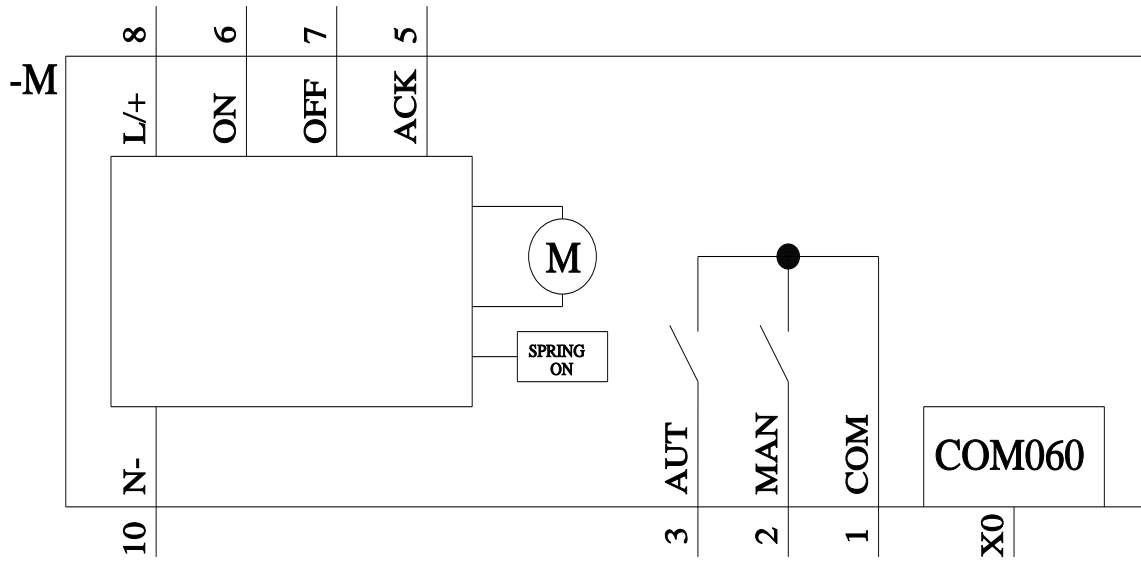 8
6
7
5
-M
L/+
ON
OFF
ACK
M
SPRING
ON
N-
AUT
MAN
COM
COM060
10
3
2
1
X0